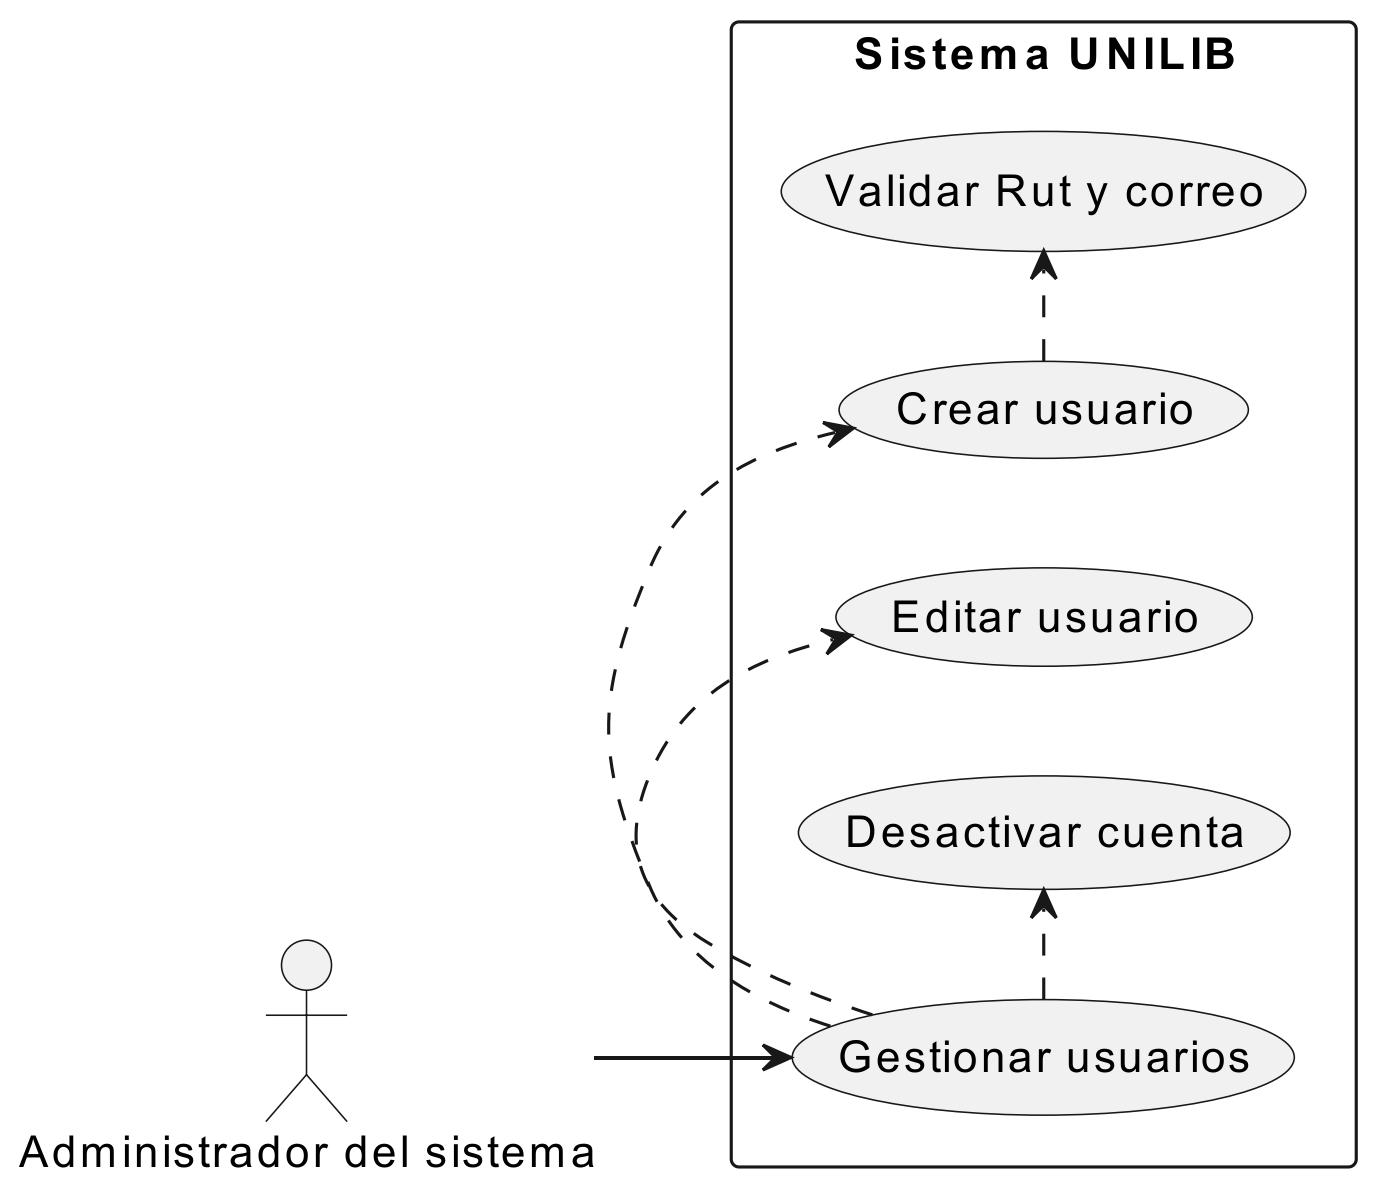 Sistema UNILIB
Validar Rut y correo
Crear usuario
Editar usuario
Desactivar cuenta
Gestionar usuarios
Administrador del sistema